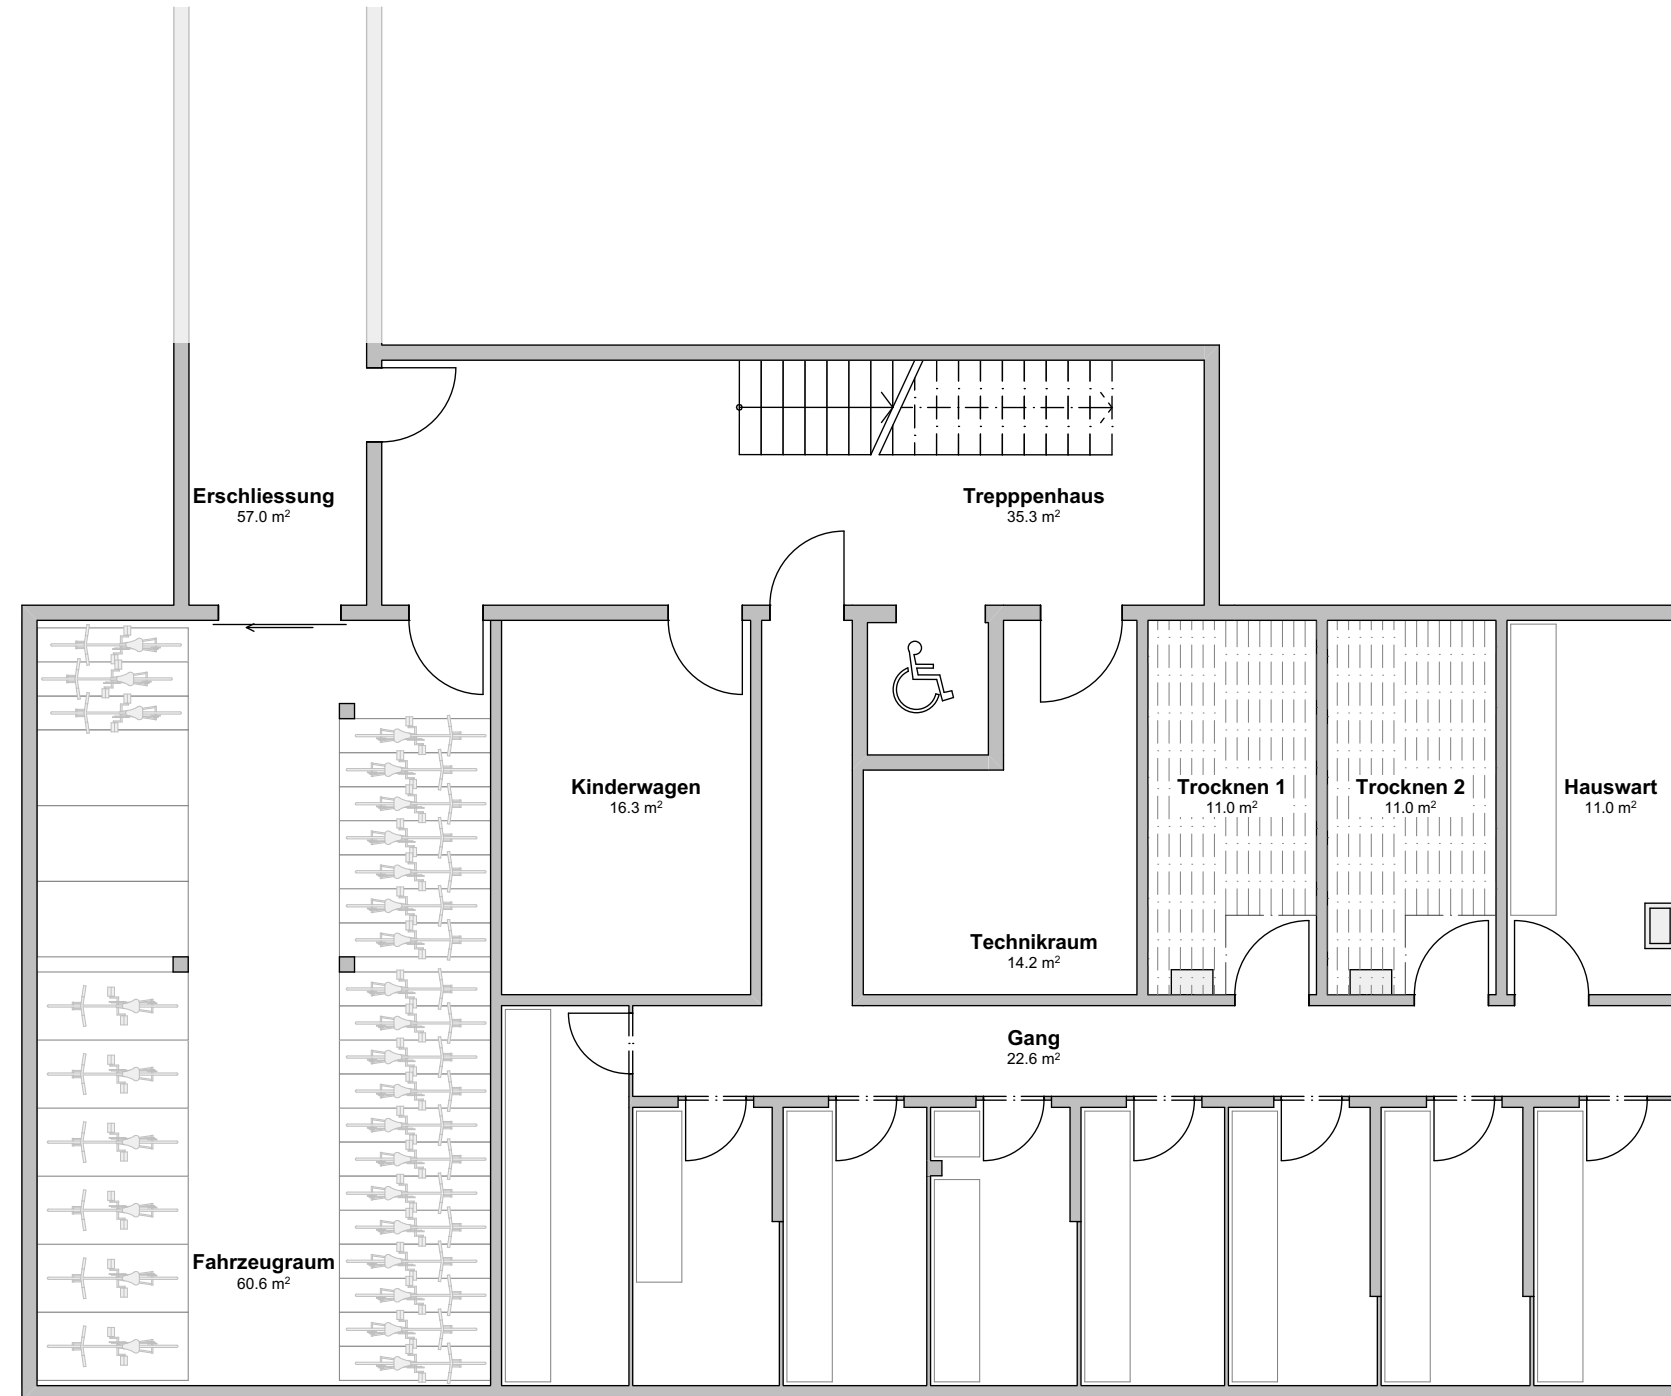 Erschliessung
57.0 m²
Trepppenhaus
35.3 m²
Kinderwagen
16.3 m²
Trocknen 1
11.0 m²
Trocknen 2
11.0 m²
Hauswart
11.0 m²
Technikraum
14.2 m²
Gang
22.6 m²
Fahrzeugraum
60.6 m²